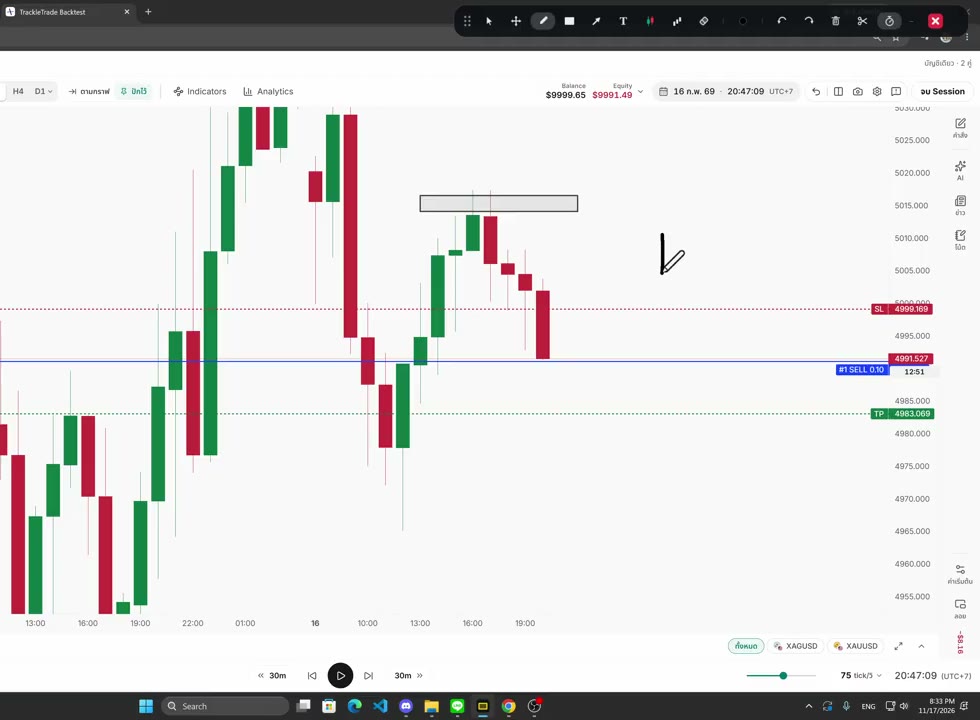 TrackleTrade Backtest
บัญชีเดียว · 2 คู่
H4 D1 ตามกราฟ ปักไว้ Indicators Analytics
Balance Equity
$9999.65 $9991.49
16 ก.พ. 69 · 20:47:09 UTC+7
จบ Session
5030.000
5025.000
5020.000
5015.000
5010.000
5005.000
5000.000
SL 4999.169
4995.000
4991.527
#1 SELL 0.10 12:51
4985.000
TP 4983.069
4980.000
4975.000
4970.000
4965.000
4960.000
4955.000
คำสั่ง
AI
ข่าว
โน้ต
ค่าเริ่มต้น
ลอย
-$8.16
13:00 16:00 19:00 22:00 01:00 16 10:00 13:00 16:00 19:00
ทั้งหมด XAGUSD XAUUSD
30m 30m 75 tick/s 20:47:09 (UTC+7)
Search
ENG
8:33 PM
11/17/2026